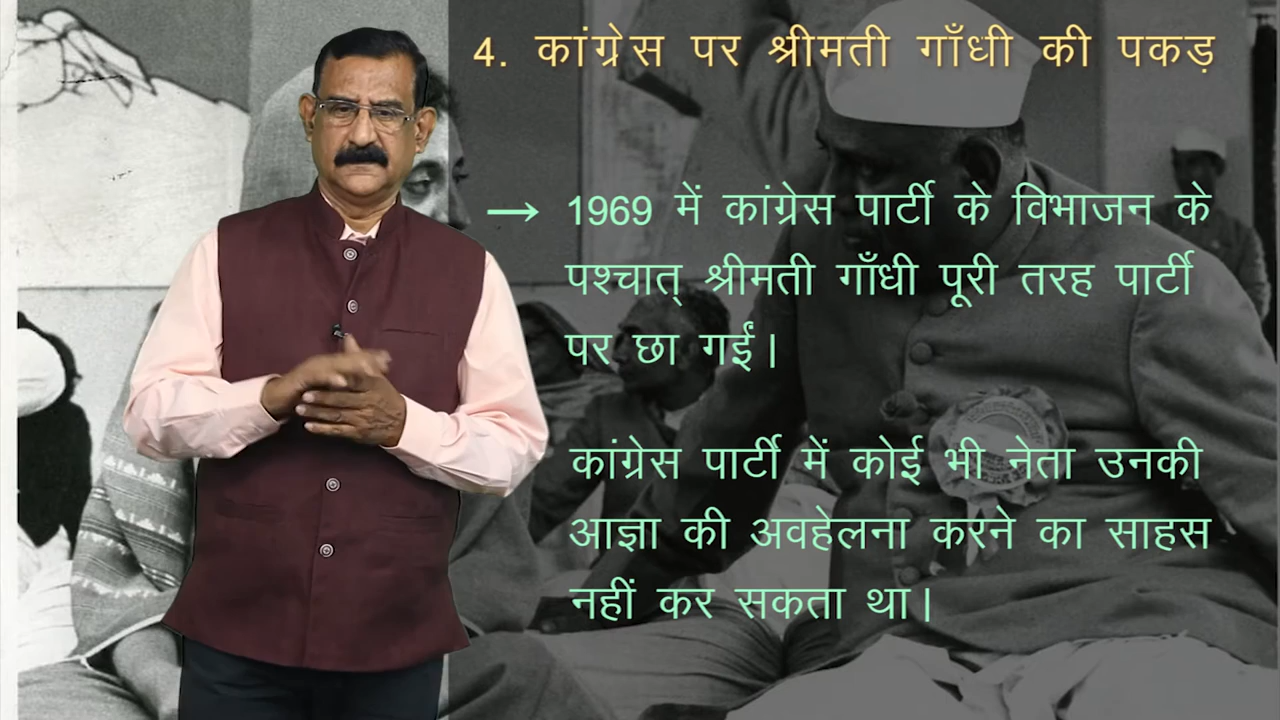 4. कांग्रेस पर श्रीमती गाँधी की पकड़
→ 1969 में कांग्रेस पार्टी के विभाजन के
पश्चात् श्रीमती गाँधी पूरी तरह पार्टी
पर छा गईं।
कांग्रेस पार्टी में कोई भी नेता उनकी
आज्ञा की अवहेलना करने का साहस
नहीं कर सकता था।